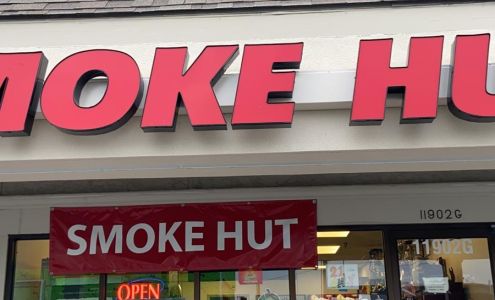 MOKE HU
11902G
SMOKE HUT
11902G
OPEN